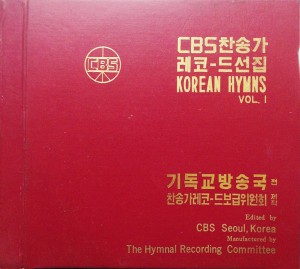 CBS
CBS찬송가
레코-드선집
KOREAN HYMNS
VOL. I
기독교방송국 편
찬송가레코-드보급위원회 제작
Edited by
CBS Seoul, Korea
Manufactured by
The Hymnal Recording Committee